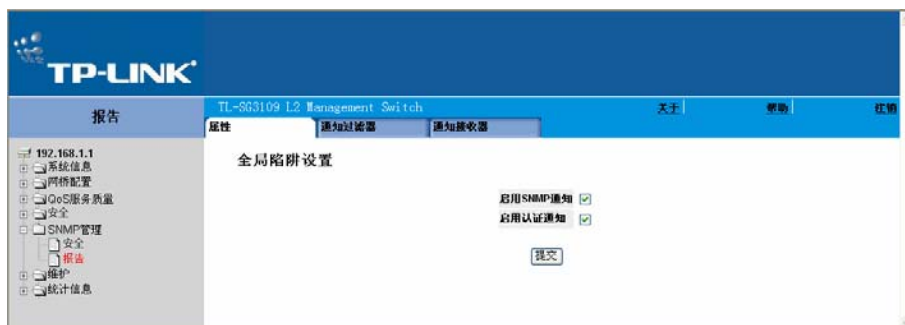 TP-LINK
报告
TL-SG3109 L2 Management Switch
关于
帮助
注销
属性
通知过滤器
通知接收器
192.168.1.1
系统信息
网桥配置
QoS服务质量
安全
SNMP管理
安全
报告
维护
统计信息
全局陷阱设置
启用SNMP通知
启用认证通知
提交